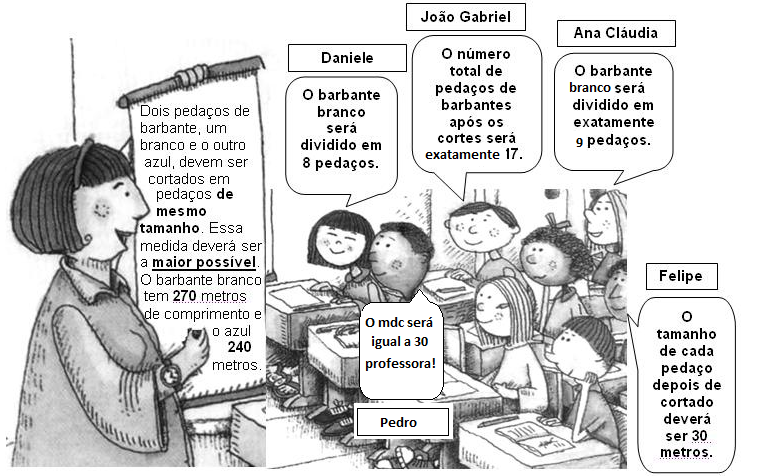 Dois pedaços de
barbante, um
branco e o outro
azul, devem ser
cortados em
pedaços de
mesmo
tamanho. Essa
medida deverá ser
a maior possível.
O barbante branco
tem 270 metros
de comprimento e
o azul
240
metros.
Daniele
O barbante
branco
será
dividido em
8 pedaços.
João Gabriel
O número
total de
pedaços de
barbantes
após os
cortes será
exatamente 17.
Ana Cláudia
O barbante
branco será
dividido em
exatamente
9 pedaços.
O mdc será
igual a 30
professora!
Pedro
Felipe
O
tamanho
de cada
pedaço
depois de
cortado
deverá
ser 30
metros.